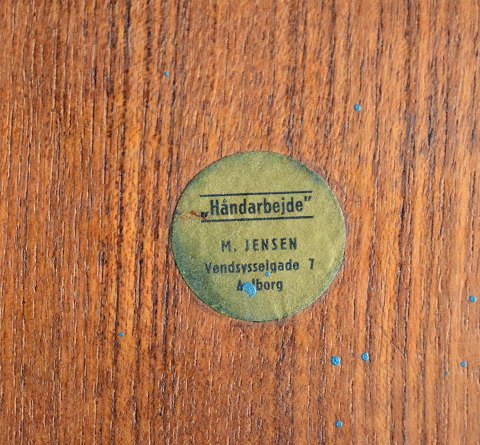 „Håndarbejde”
M. JENSEN
Vendsysselgade 7
Aalborg